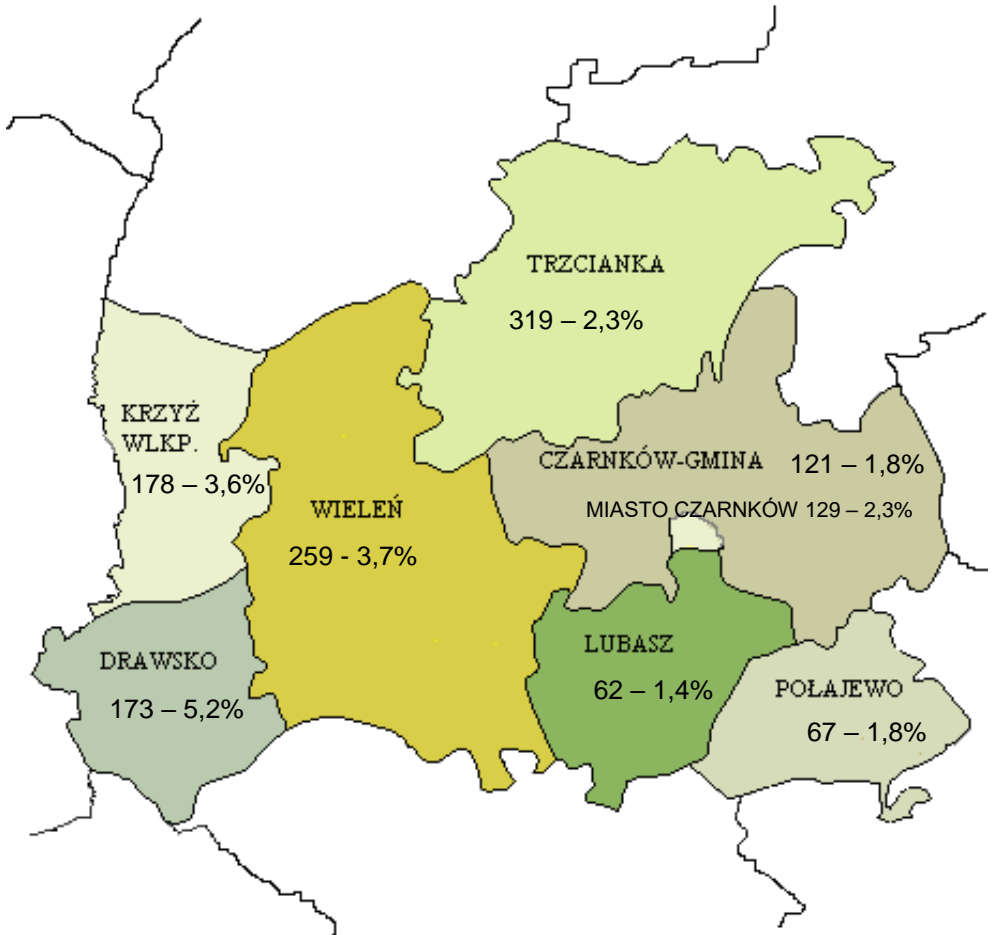 TRZCIANKA
319 – 2,3%
KRZYŻ
WLKP.
178 – 3,6%
WIELEŃ
259 - 3,7%
CZARNKÓW-GMINA 121 – 1,8%
MIASTO CZARNKÓW 129 – 2,3%
DRAWSKO
173 – 5,2%
LUBASZ
62 – 1,4%
POŁAJEWO
67 – 1,8%